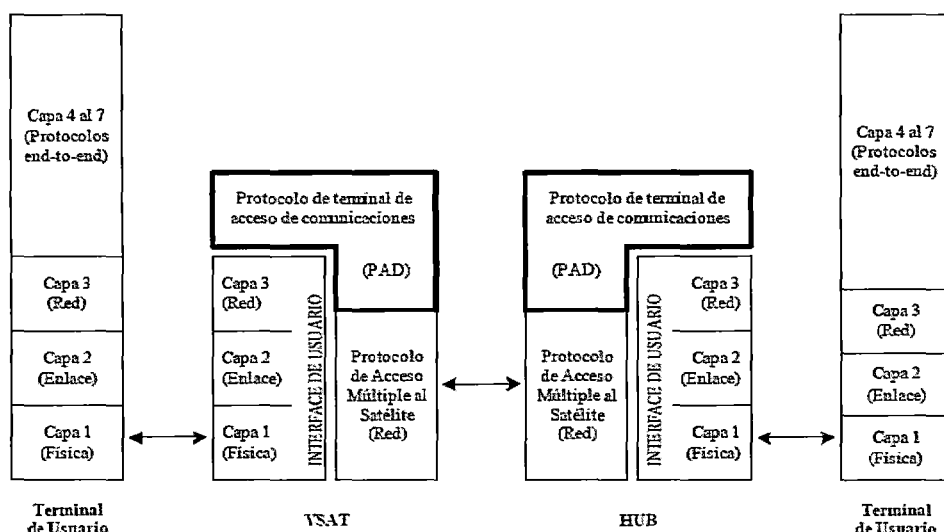 Capa 4 al 7
(Protocolos
end-to-end)
Capa 3
(Red)
Capa 2
(Enlace)
Capa 1
(Física)
Terminal
de Usuario
Protocolo de terminal de
acceso de comunicaciones
(PAD)
Capa 3
(Red)
Capa 2
(Enlace)
Capa 1
(Física)
INTERFACE DE USUARIO
Protocolo
de Acceso
Múltiple al
Satélite
(Red)
VSAT
Protocolo de terminal de
acceso de comunicaciones
(PAD)
Protocolo
de Acceso
Múltiple al
Satélite
(Red)
INTERFACE DE USUARIO
Capa 3
(Red)
Capa 2
(Enlace)
Capa 1
(Física)
HUB
Capa 4 al 7
(Protocolos
end-to-end)
Capa 3
(Red)
Capa 2
(Enlace)
Capa 1
(Física)
Terminal
de Usuario